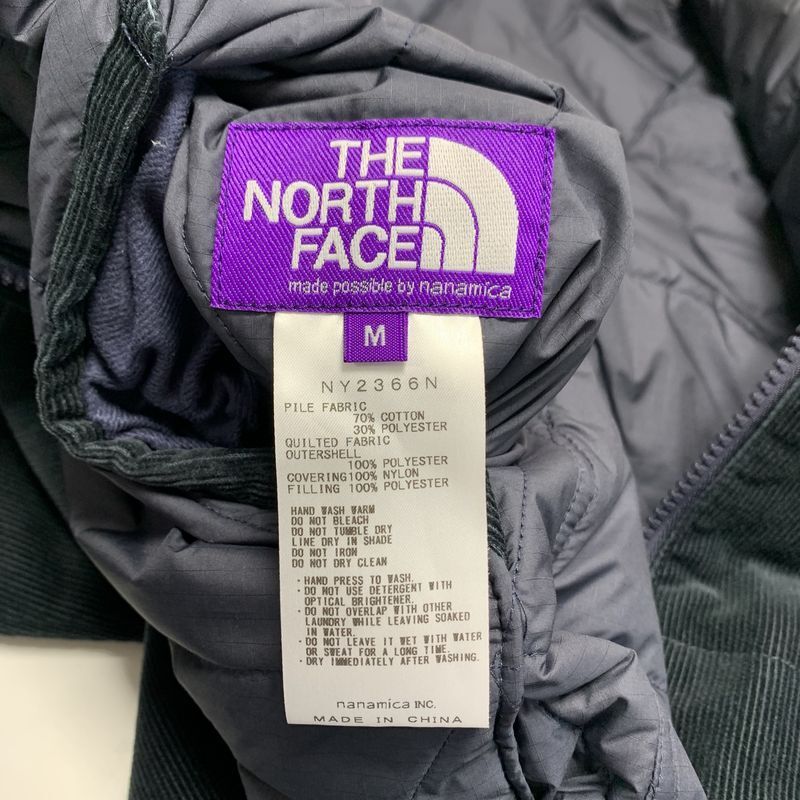 THE
NORTH
FACE
made possible by nanamica
M
NY2366N
PILE FABRIC
70% COTTON
30% POLYESTER
QUILTED FABRIC
OUTERSHELL
100% POLYESTER
COVERING100% NYLON
FILLING 100% POLYESTER
HAND WASH WARM
DO NOT BLEACH
DO NOT TUMBLE DRY
LINE DRY IN SHADE
DO NOT IRON
DO NOT DRY CLEAN
・HAND PRESS TO WASH.
・DO NOT USE DETERGENT WITH
OPTICAL BRIGHTENER.
・DO NOT OVERLAP WITH OTHER
LAUNDRY WHILE LEAVING SOAKED
IN WATER.
・DO NOT LEAVE IT WET WITH WATER
OR SWEAT FOR A LONG TIME.
・DRY IMMEDIATELY AFTER WASHING.
nanamica INC.
MADE IN CHINA